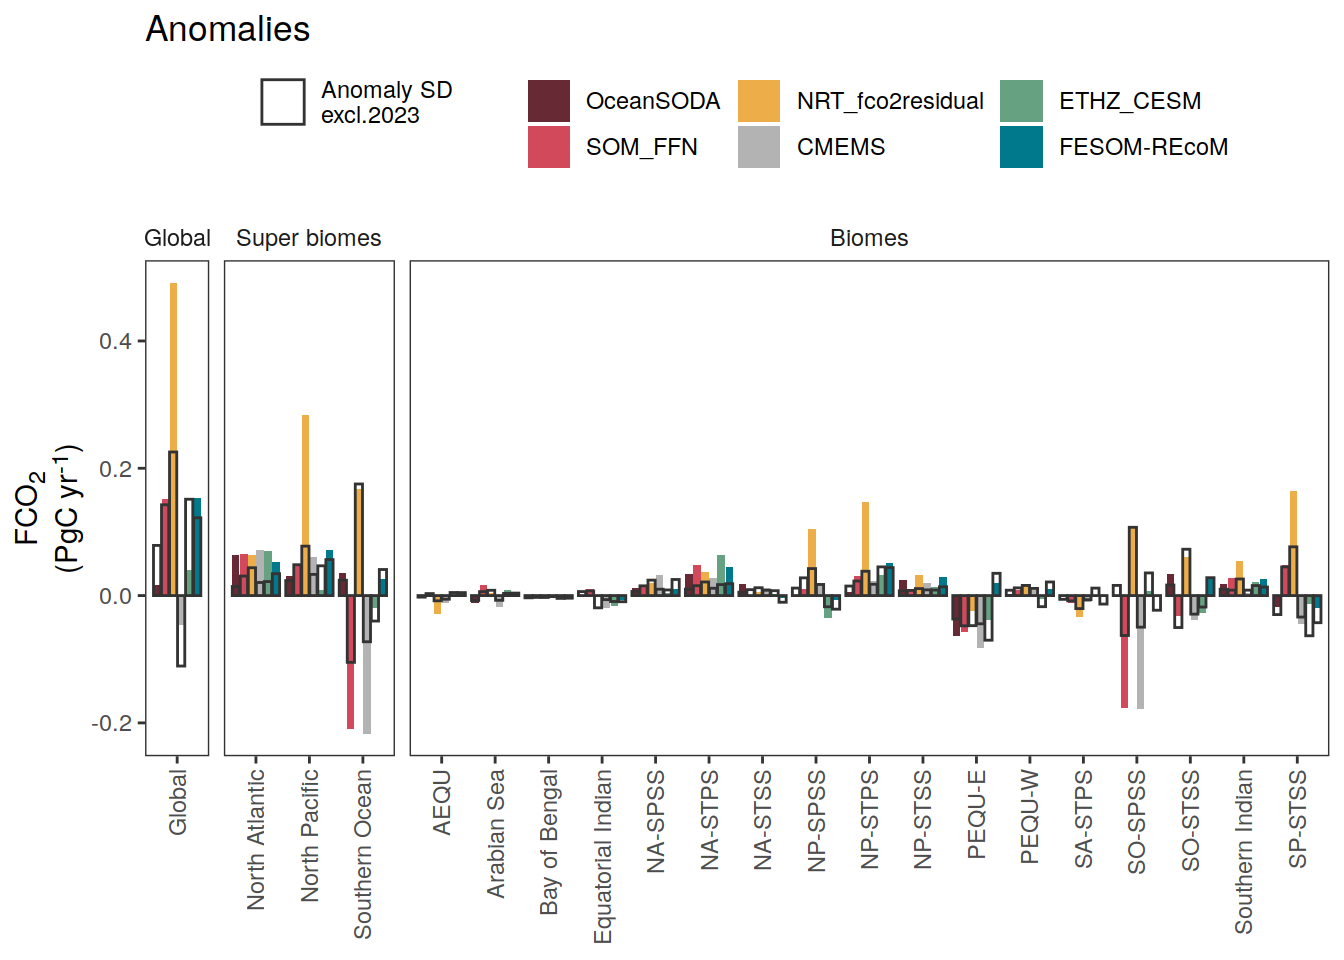 Anomalies
Anomaly SD
excl.2023
OceanSODA
NRT_fco2residual
ETHZ_CESM
SOM_FFN
CMEMS
FESOM-REcoM
Global
Super biomes
Biomes
FCO₂
(PgC yr⁻¹)
0.4
0.2
0.0
-0.2
Global
North Atlantic
North Pacific
Southern Ocean
AEQU
Arabian Sea
Bay of Bengal
Equatorial Indian
NA-SPSS
NA-STPS
NA-STSS
NP-SPSS
NP-STPS
NP-STSS
PEQU-E
PEQU-W
SA-STPS
SO-SPSS
SO-STSS
Southern Indian
SP-STSS